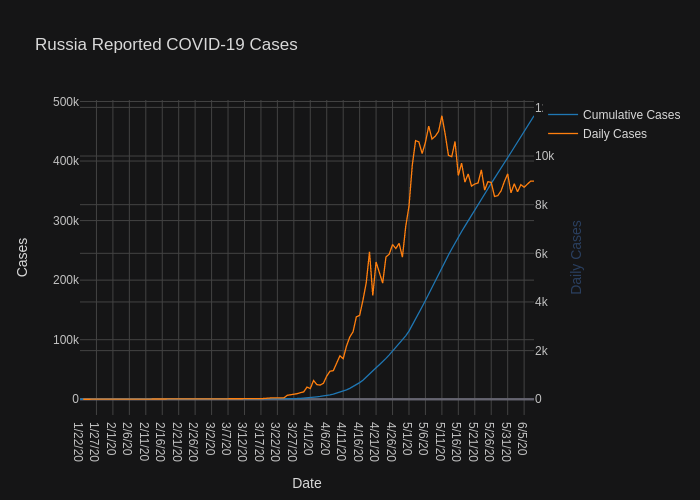 Russia Reported COVID-19 Cases
500k
400k
300k
200k
100k
0
Cases
10k
8k
6k
4k
2k
0
Daily Cases
Cumulative Cases
Daily Cases
1/22/20
1/27/20
2/1/20
2/6/20
2/11/20
2/16/20
2/21/20
2/26/20
3/2/20
3/7/20
3/12/20
3/17/20
3/22/20
3/27/20
4/1/20
4/6/20
4/11/20
4/16/20
4/21/20
4/26/20
5/1/20
5/6/20
5/11/20
5/16/20
5/21/20
5/26/20
5/31/20
6/5/20
Date